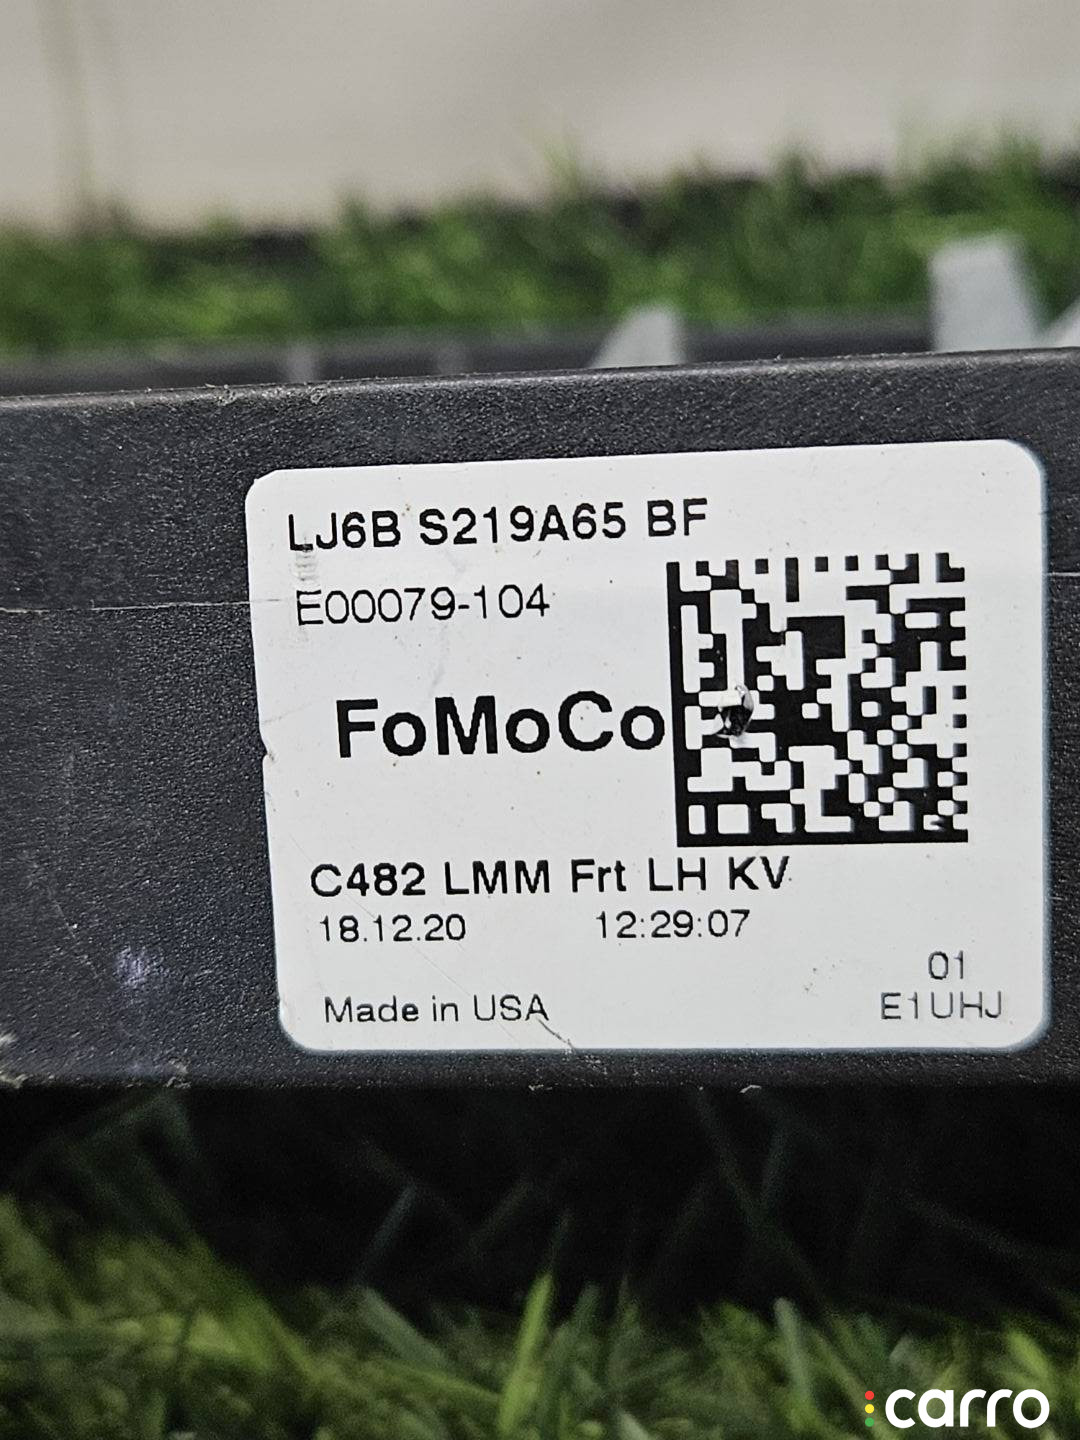 LJ6B S219A65 BF
E00079-104
FoMoCo
C482 LMM Frt LH KV
18.12.20 12:29:07
01
Made in USA E1UHJ
carro